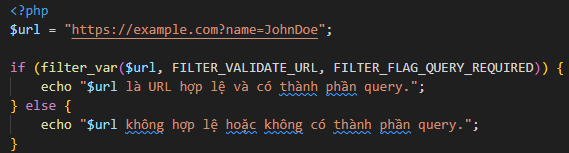 <?php
$url = "https://example.com?name=JohnDoe";

if (filter_var($url, FILTER_VALIDATE_URL, FILTER_FLAG_QUERY_REQUIRED)) {
    echo "$url là URL hợp lệ và có thành phần query.";
} else {
    echo "$url không hợp lệ hoặc không có thành phần query.";
}